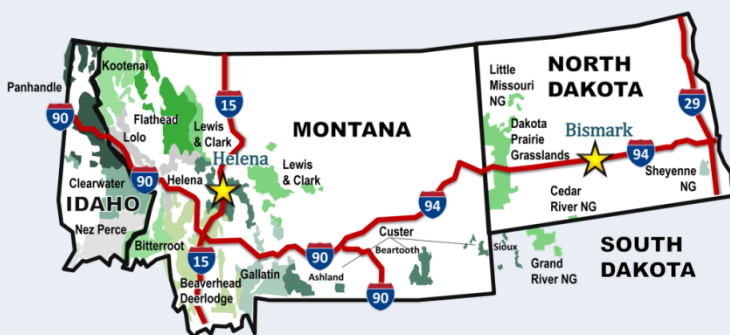 Kootenai
Panhandle
90
Flathead
Lolo
15
Lewis
& Clark
MONTANA
Helena
Lewis
& Clark
Helena
90
Clearwater
IDAHO
Nez Perce
Bitterroot
15
Beaverhead
Deerlodge
Gallatin
90
Ashland
Custer
Beartooth
94
90
Sioux
NORTH
DAKOTA
Little
Missouri
NG
Dakota
Prairie
Grasslands
Bismark
29
94
Sheyenne
NG
Cedar
River NG
Grand
River NG
SOUTH
DAKOTA